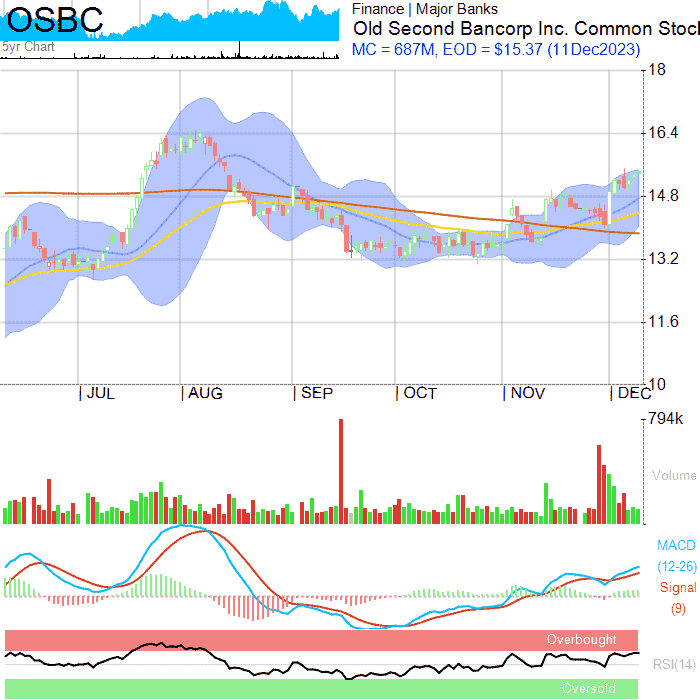 OSBC
5yr Chart
Finance | Major Banks
Old Second Bancorp Inc. Common Stoc
MC = 687M, EOD = $15.37 (11Dec2023)
18
16.4
14.8
13.2
11.6
10
JUL AUG SEP OCT NOV DEC
794k
Volume
MACD
(12-26)
Signal
(9)
Overbought
RSI(14)
Oversold